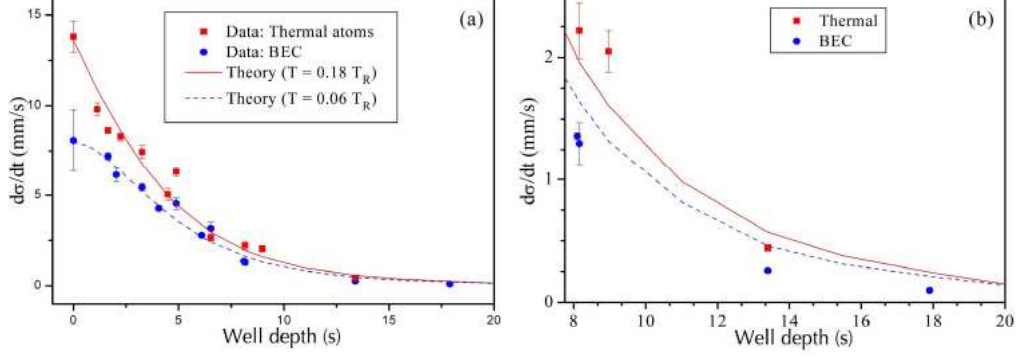 (a)
Data: Thermal atoms
Data: BEC
Theory (T = 0.18 T_R)
Theory (T = 0.06 T_R)
15
10
5
0
dσ/dt (mm/s)
0 5 10 15 20
Well depth (s)
(b)
Thermal
BEC
2
1
0
dσ/dt (mm/s)
8 10 12 14 16 18 20
Well depth (s)